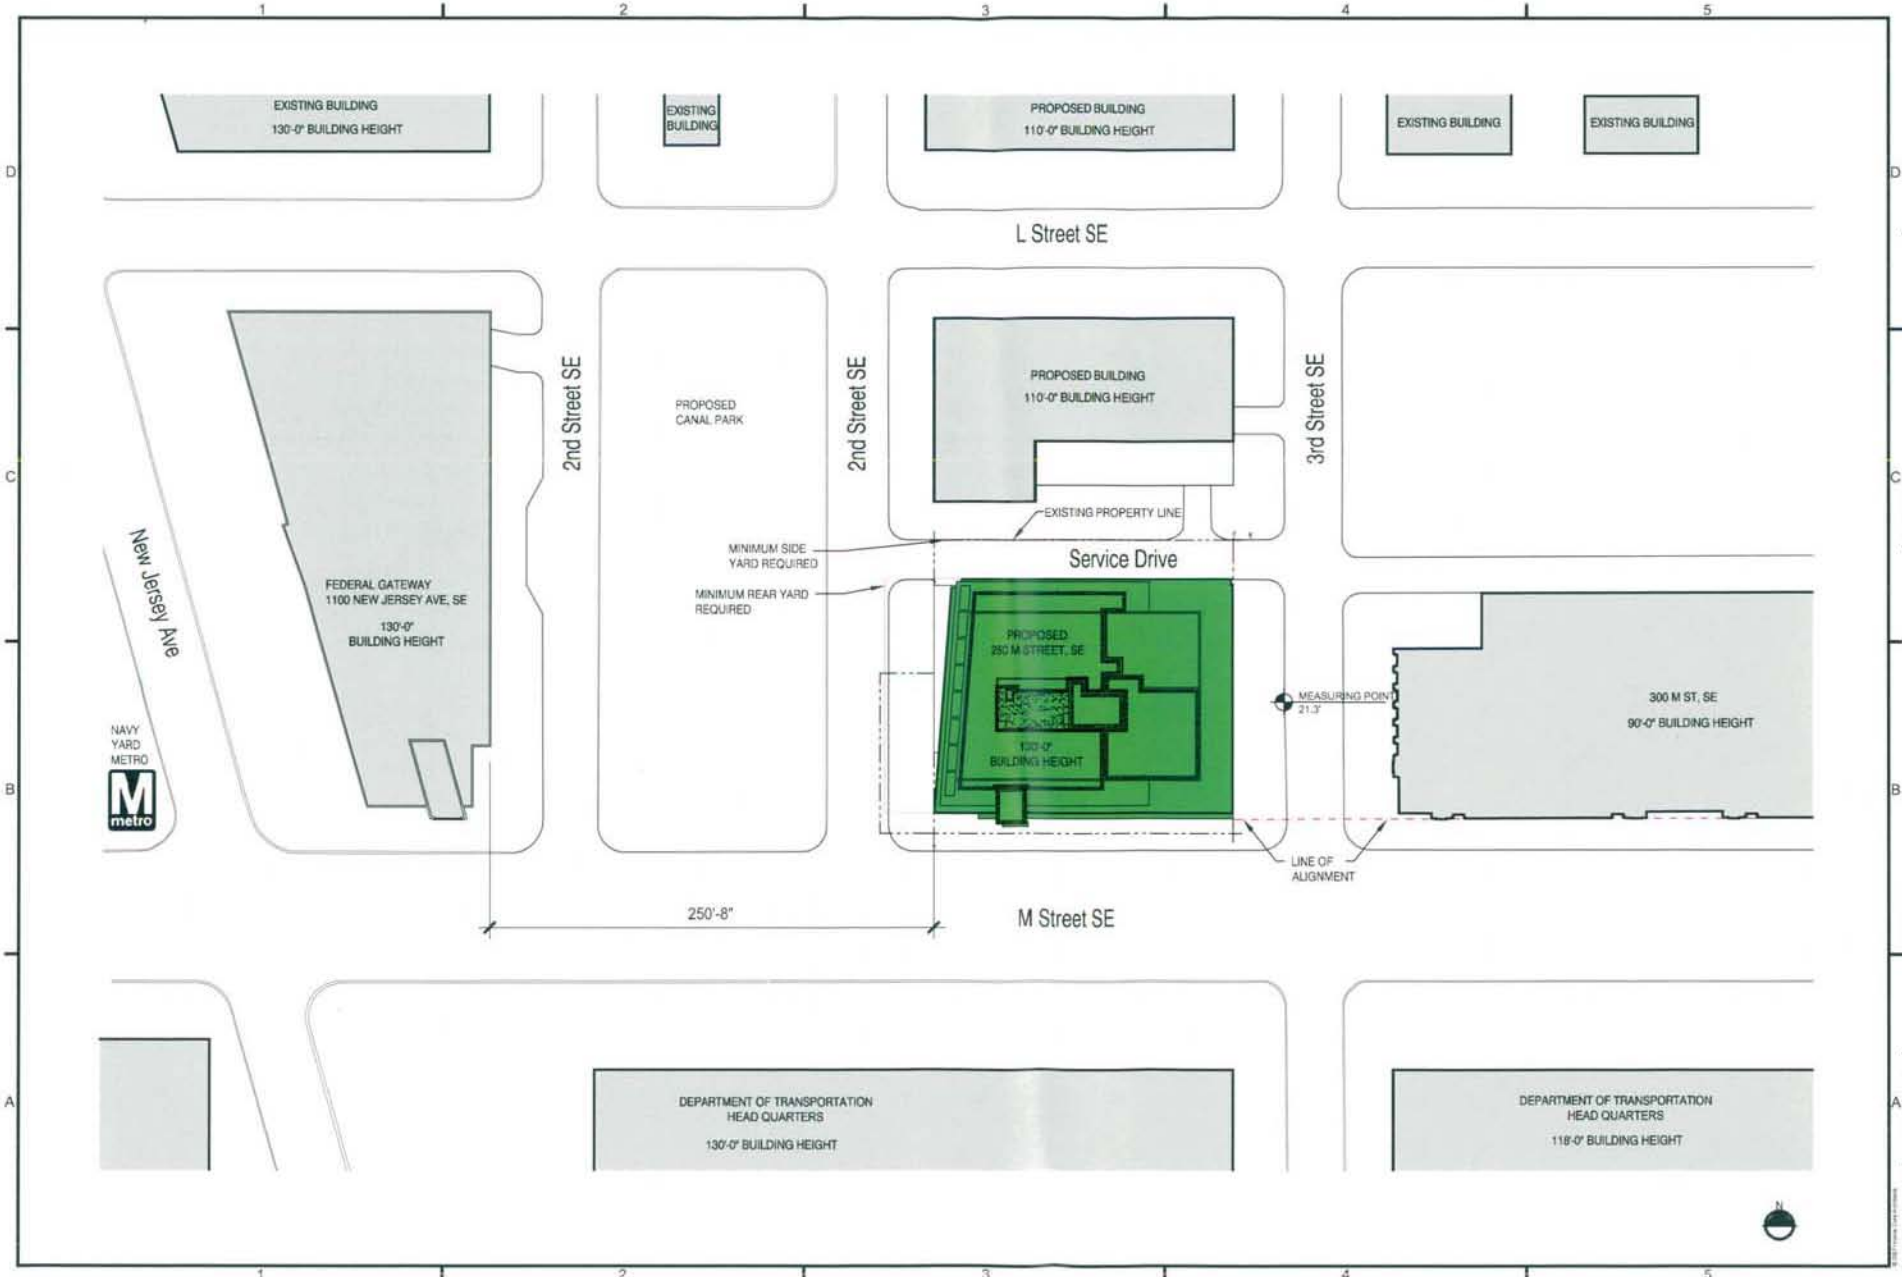 1 2 3 4 5
EXISTING BUILDING
130'-0" BUILDING HEIGHT
EXISTING
BUILDING
PROPOSED BUILDING
110'-0" BUILDING HEIGHT
EXISTING BUILDING
EXISTING BUILDING
D
D
L Street SE
2nd Street SE
PROPOSED
CANAL PARK
2nd Street SE
PROPOSED BUILDING
110'-0" BUILDING HEIGHT
3rd Street SE
C
C
EXISTING PROPERTY LINE
MINIMUM SIDE
YARD REQUIRED
Service Drive
MINIMUM REAR YARD
REQUIRED
New Jersey Ave
FEDERAL GATEWAY
1100 NEW JERSEY AVE, SE
130'-0"
BUILDING HEIGHT
PROPOSED
250 M STREET, SE
130'-0"
BUILDING HEIGHT
MEASURING POINT
21.3'
300 M ST, SE
90'-0" BUILDING HEIGHT
NAVY
YARD
METRO
M
metro
B
B
LINE OF
ALIGNMENT
250'-8"
M Street SE
A
A
DEPARTMENT OF TRANSPORTATION
HEAD QUARTERS
130'-0" BUILDING HEIGHT
DEPARTMENT OF TRANSPORTATION
HEAD QUARTERS
118'-0" BUILDING HEIGHT
N
1 2 3 4 5